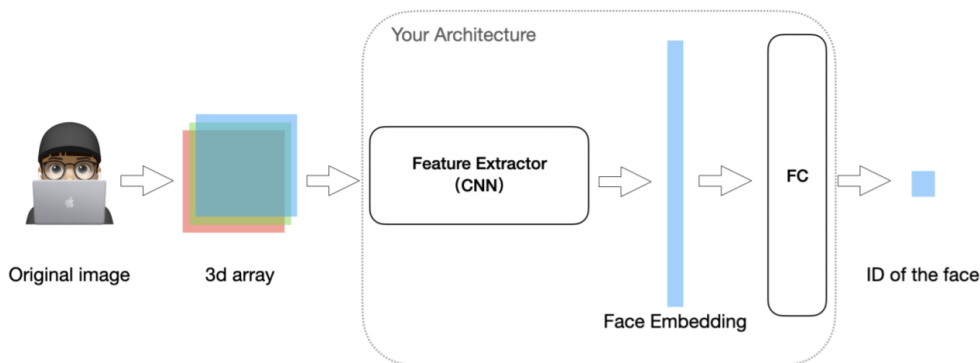 Your Architecture
Feature Extractor
(CNN)
FC
Original image
3d array
Face Embedding
ID of the face